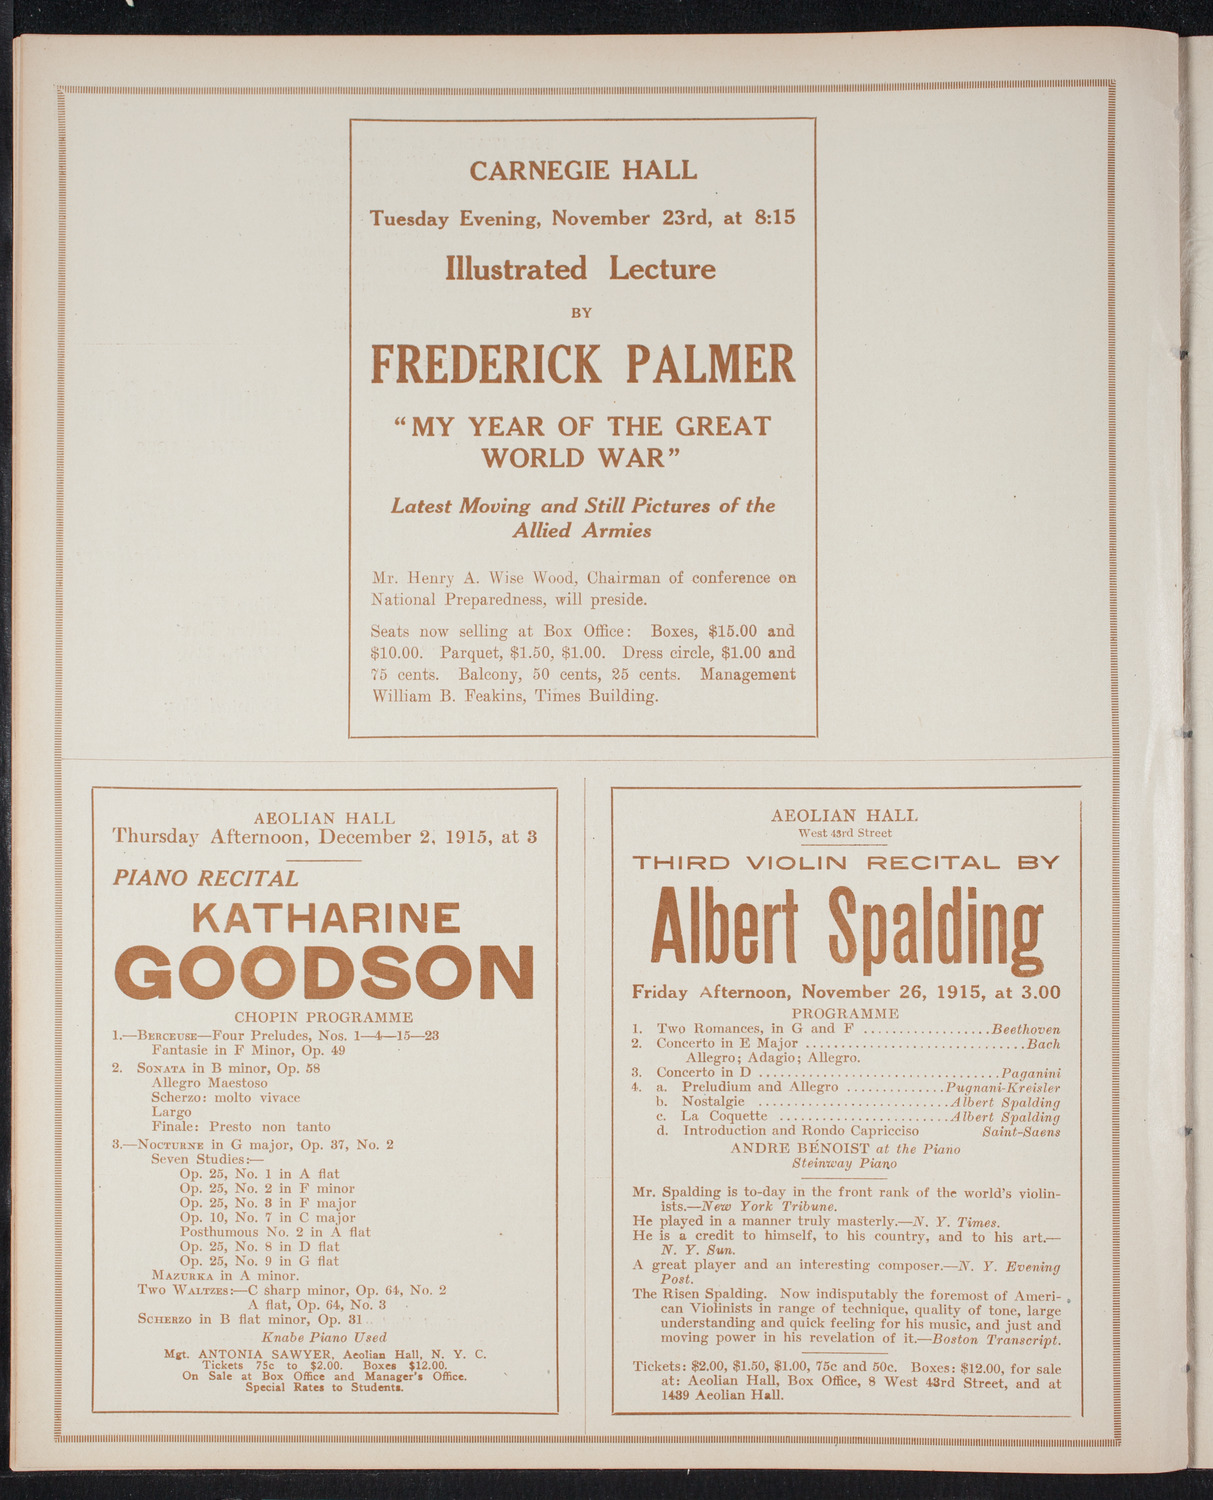 CARNEGIE HALL
Tuesday Evening, November 23rd, at 8:15
Illustrated Lecture
BY
FREDERICK PALMER
"MY YEAR OF THE GREAT
WORLD WAR"
Latest Moving and Still Pictures of the
Allied Armies
Mr. Henry A. Wise Wood, Chairman of conference on
National Preparedness, will preside.
Seats now selling at Box Office: Boxes, $15.00 and
$10.00. Parquet, $1.50, $1.00. Dress circle, $1.00 and
75 cents. Balcony, 50 cents, 25 cents. Management
William B. Feakins, Times Building.
AEOLIAN HALL
Thursday Afternoon, December 2, 1915, at 3
PIANO RECITAL
KATHARINE
GOODSON
CHOPIN PROGRAMME
1.—BERCEUSE—Four Preludes, Nos. 1—4—15—23
Fantasie in F Minor, Op. 49
2. SONATA in B minor, Op. 58
Allegro Maestoso
Scherzo: molto vivace
Largo
Finale: Presto non tanto
3.—NOCTURNE in G major, Op. 37, No. 2
Seven Studies:—
Op. 25, No. 1 in A flat
Op. 25, No. 2 in F minor
Op. 25, No. 3 in F major
Op. 10, No. 7 in C major
Posthumous No. 2 in A flat
Op. 25, No. 8 in D flat
Op. 25, No. 9 in G flat
MAZURKA in A minor.
TWO WALTZES:—C sharp minor, Op. 64, No. 2
A flat, Op. 64, No. 3
SCHERZO in B flat minor, Op. 31
Knabe Piano Used
Mgt. ANTONIA SAWYER, Aeolian Hall, N. Y. C.
Tickets 75c to $2.00. Boxes $12.00.
On Sale at Box Office and Manager's Office.
Special Rates to Students.
AEOLIAN HALL
West 43rd Street
THIRD VIOLIN RECITAL BY
Albert Spalding
Friday Afternoon, November 26, 1915, at 3.00
PROGRAMME
1. Two Romances, in G and F ..................Beethoven
2. Concerto in E Major ..............................Bach
Allegro; Adagio; Allegro.
3. Concerto in D ..................................Paganini
4. a. Preludium and Allegro ..............Pugnani-Kreisler
b. Nostalgie ...........................Albert Spalding
c. La Coquette ........................Albert Spalding
d. Introduction and Rondo Capricciso Saint-Saens
ANDRE BÉNOIST at the Piano
Steinway Piano
Mr. Spalding is to-day in the front rank of the world's violin-
ists.—New York Tribune.
He played in a manner truly masterly.—N. Y. Times.
He is a credit to himself, to his country, and to his art.—
N. Y. Sun.
A great player and an interesting composer.—N. Y. Evening
Post.
The Risen Spalding. Now indisputably the foremost of Ameri-
can Violinists in range of technique, quality of tone, large
understanding and quick feeling for his music, and just and
moving power in his revelation of it.—Boston Transcript.
Tickets: $2.00, $1.50, $1.00, 75c and 50c. Boxes: $12.00, for sale
at: Aeolian Hall, Box Office, 8 West 43rd Street, and at
1439 Aeolian Hall.